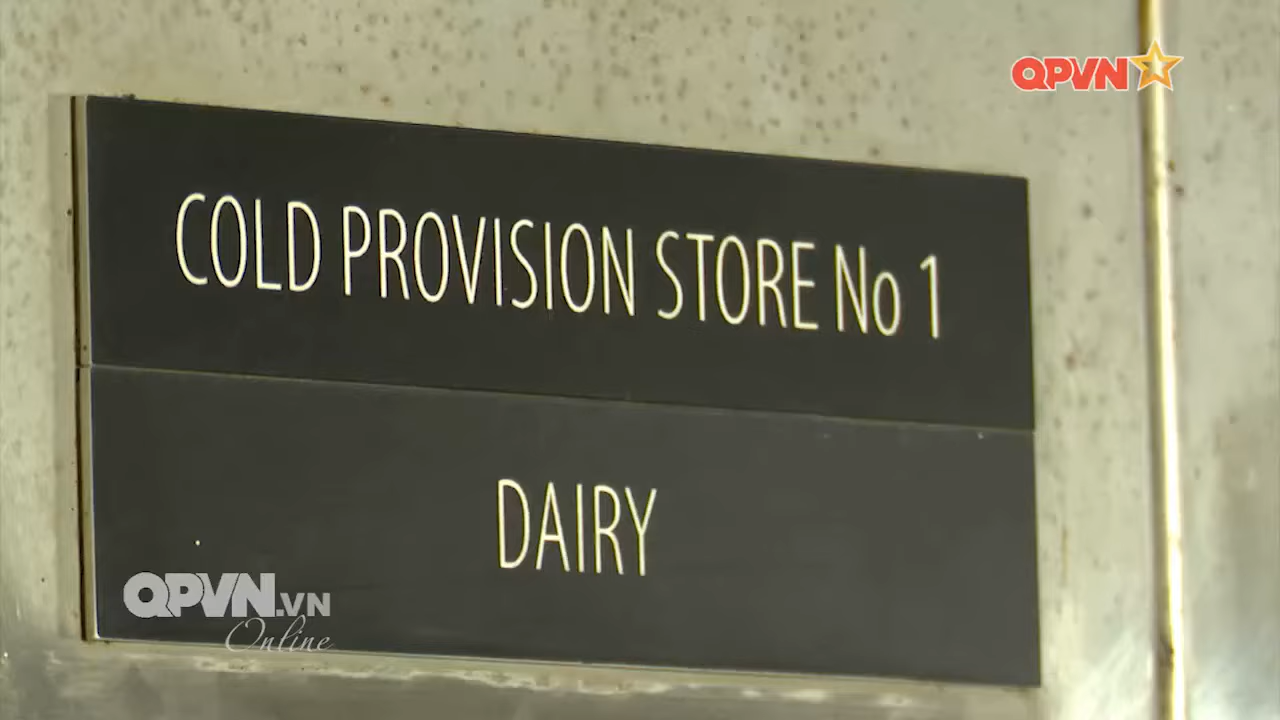 QPVN
COLD PROVISION STORE No 1
DAIRY
QPVN.VN
Online